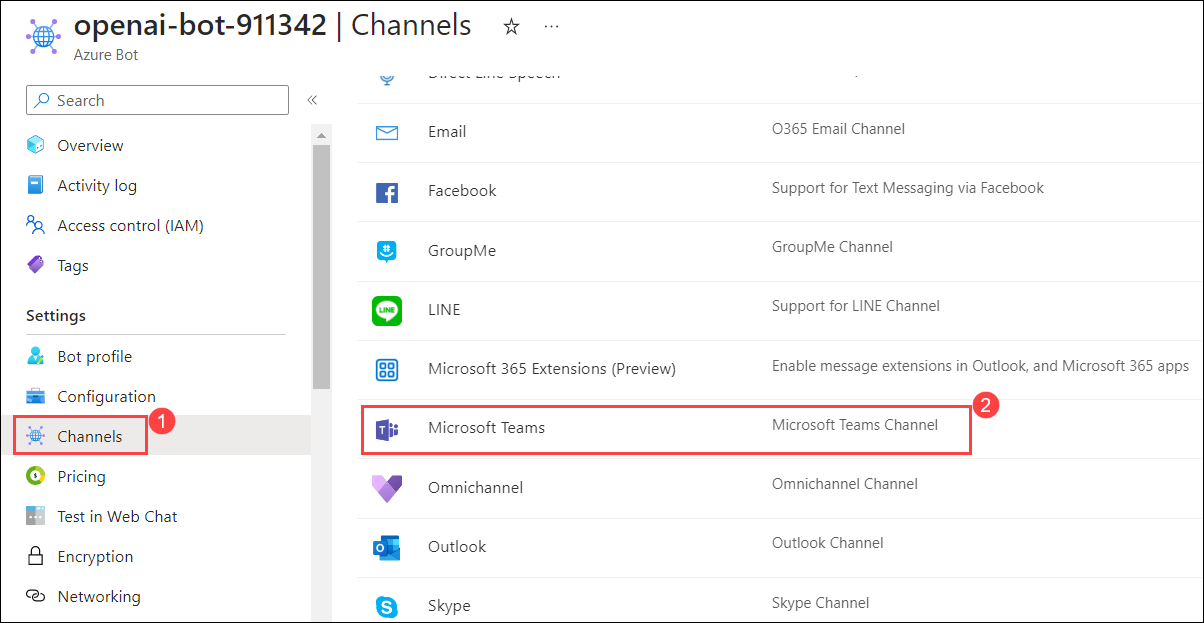 openai-bot-911342 | Channels
Azure Bot
Search
Overview
Activity log
Access control (IAM)
Tags
Settings
Bot profile
Configuration
Channels
1
Pricing
Test in Web Chat
Encryption
Networking
Direct Line Speech
Email O365 Email Channel
Facebook Support for Text Messaging via Facebook
GroupMe GroupMe Channel
LINE
LINE Support for LINE Channel
Microsoft 365 Extensions (Preview) Enable message extensions in Outlook, and Microsoft 365 apps
2
Microsoft Teams Microsoft Teams Channel
Omnichannel Omnichannel Channel
Outlook Outlook Channel
Skype Skype Channel